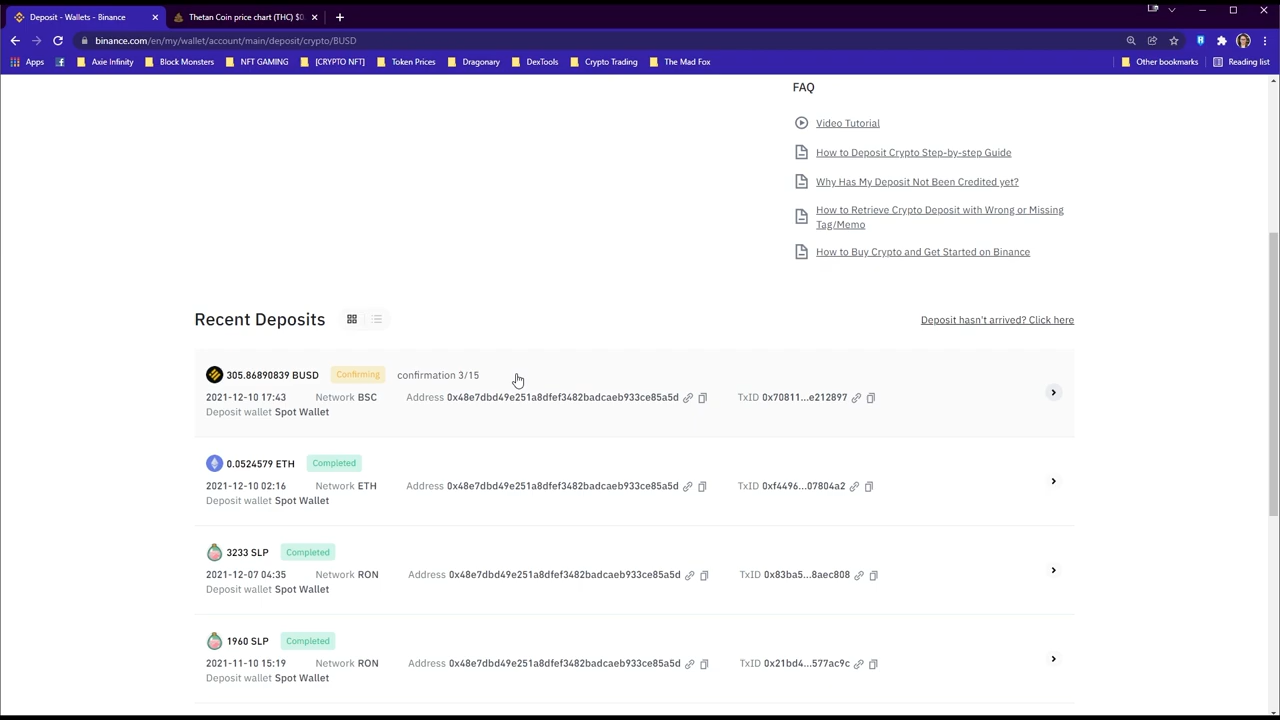 Deposit - Wallets - Binance
Thetan Coin price chart (THC) $0.
binance.com/en/my/wallet/account/main/deposit/crypto/BUSD
Apps Axie Infinity Block Monsters NFT GAMING [CRYPTO NFT] Token Prices Dragonary DexTools Crypto Trading The Mad Fox Other bookmarks Reading list
FAQ
Video Tutorial
How to Deposit Crypto Step-by-step Guide
Why Has My Deposit Not Been Credited yet?
How to Retrieve Crypto Deposit with Wrong or Missing
Tag/Memo
How to Buy Crypto and Get Started on Binance
Recent Deposits
Deposit hasn't arrived? Click here
305.86890839 BUSD Confirming confirmation 3/15
2021-12-10 17:43 Network BSC Address 0x48e7dbd49e251a8dfef3482badcaeb933ce85a5d TxID 0x70811...e212897
Deposit wallet Spot Wallet
0.0524579 ETH Completed
2021-12-10 02:16 Network ETH Address 0x48e7dbd49e251a8dfef3482badcaeb933ce85a5d TxID 0xf4496...07804a2
Deposit wallet Spot Wallet
3233 SLP Completed
2021-12-07 04:35 Network RON Address 0x48e7dbd49e251a8dfef3482badcaeb933ce85a5d TxID 0x83ba5...8aec808
Deposit wallet Spot Wallet
1960 SLP Completed
2021-11-10 15:19 Network RON Address 0x48e7dbd49e251a8dfef3482badcaeb933ce85a5d TxID 0x21bd4...577ac9c
Deposit wallet Spot Wallet